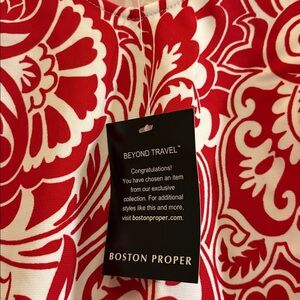 BEYOND TRAVEL™
Congratulations!
You have chosen an item
from our exclusive
collection. For additional
styles like this and more,
visit bostonproper.com.
BOSTON PROPER